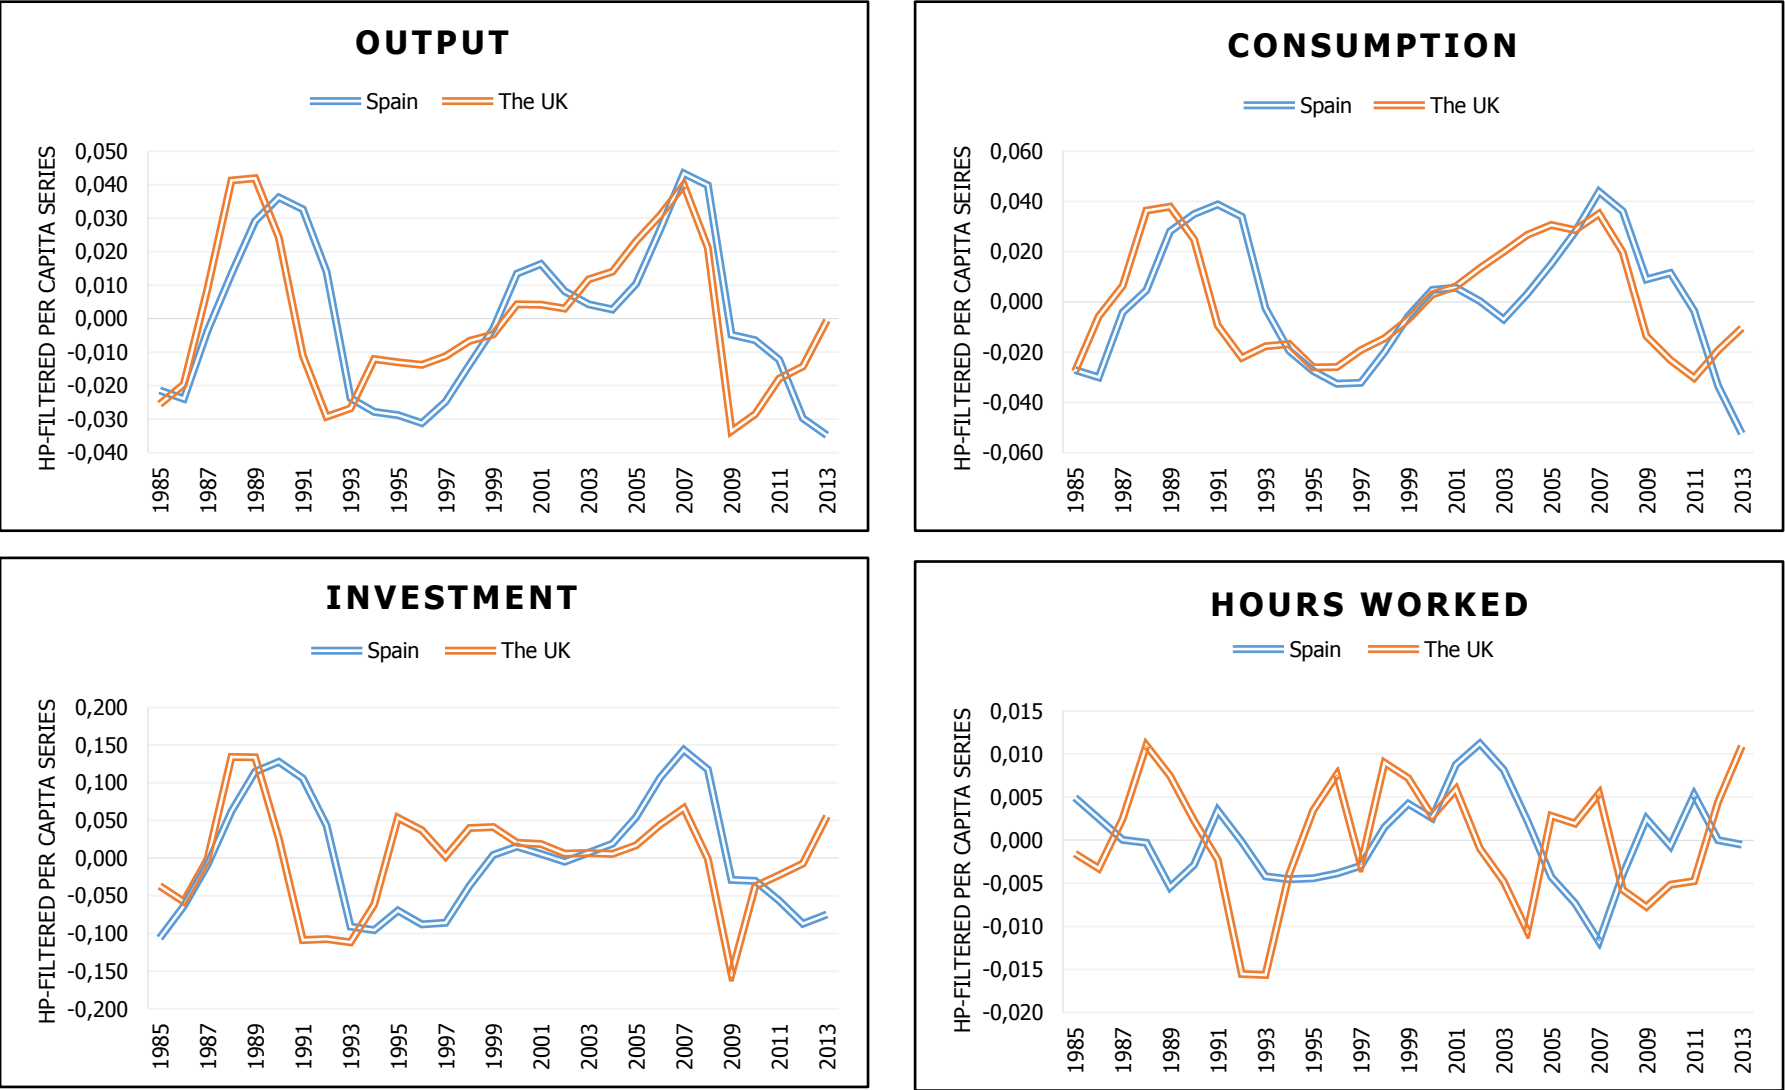 OUTPUT
Spain The UK
HP-FILTERED PER CAPITA SERIES
0,050
0,040
0,030
0,020
0,010
0,000
-0,010
-0,020
-0,030
-0,040
1985 1987 1989 1991 1993 1995 1997 1999 2001 2003 2005 2007 2009 2011 2013
CONSUMPTION
Spain The UK
HP-FILTERED PER CAPITA SEIRES
0,060
0,040
0,020
0,000
-0,020
-0,040
-0,060
1985 1987 1989 1991 1993 1995 1997 1999 2001 2003 2005 2007 2009 2011 2013
INVESTMENT
Spain The UK
HP-FILTERED PER CAPITA SERIES
0,200
0,150
0,100
0,050
0,000
-0,050
-0,100
-0,150
-0,200
1985 1987 1989 1991 1993 1995 1997 1999 2001 2003 2005 2007 2009 2011 2013
HOURS WORKED
Spain The UK
HP-FILTERED PER CAPITA SERIES
0,015
0,010
0,005
0,000
-0,005
-0,010
-0,015
-0,020
1985 1987 1989 1991 1993 1995 1997 1999 2001 2003 2005 2007 2009 2011 2013